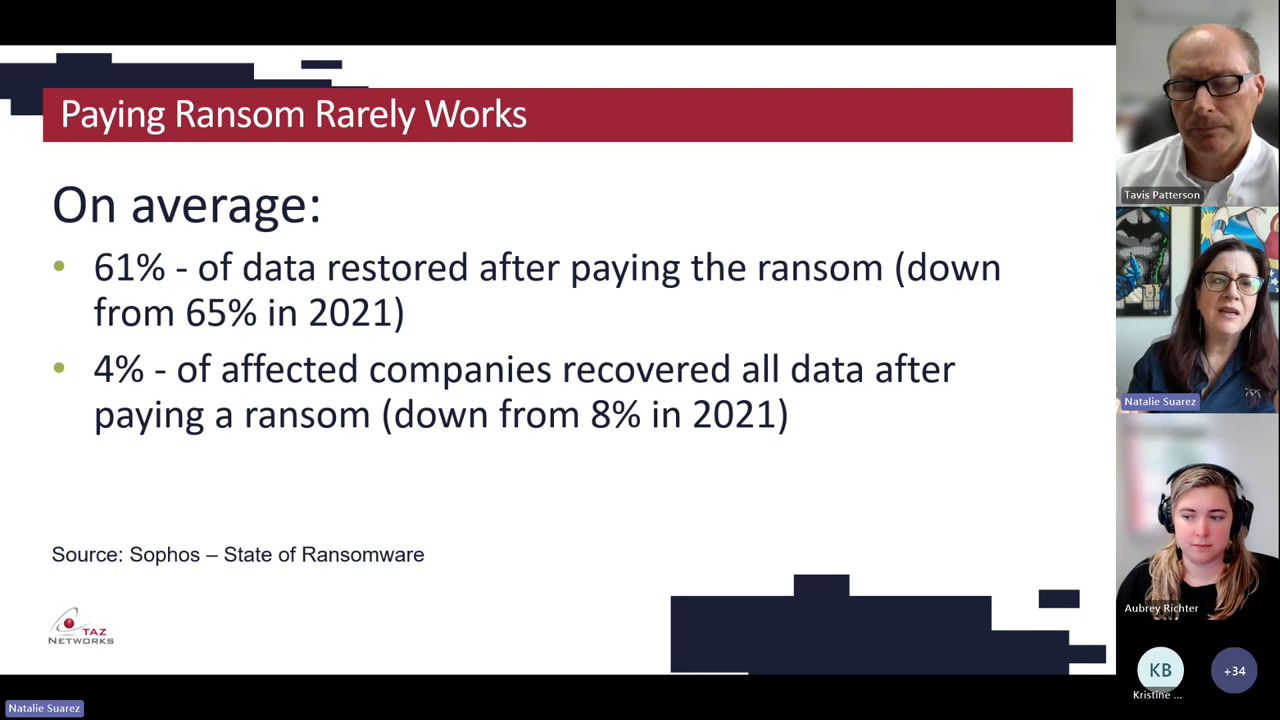 Paying Ransom Rarely Works
On average:
• 61% - of data restored after paying the ransom (down
from 65% in 2021)
• 4% - of affected companies recovered all data after
paying a ransom (down from 8% in 2021)
Source: Sophos – State of Ransomware
TAZ
NETWORKS
Natalie Suarez
Tavis Patterson
Natalie Suarez
Aubrey Richter
KB
Kristine ...
+34